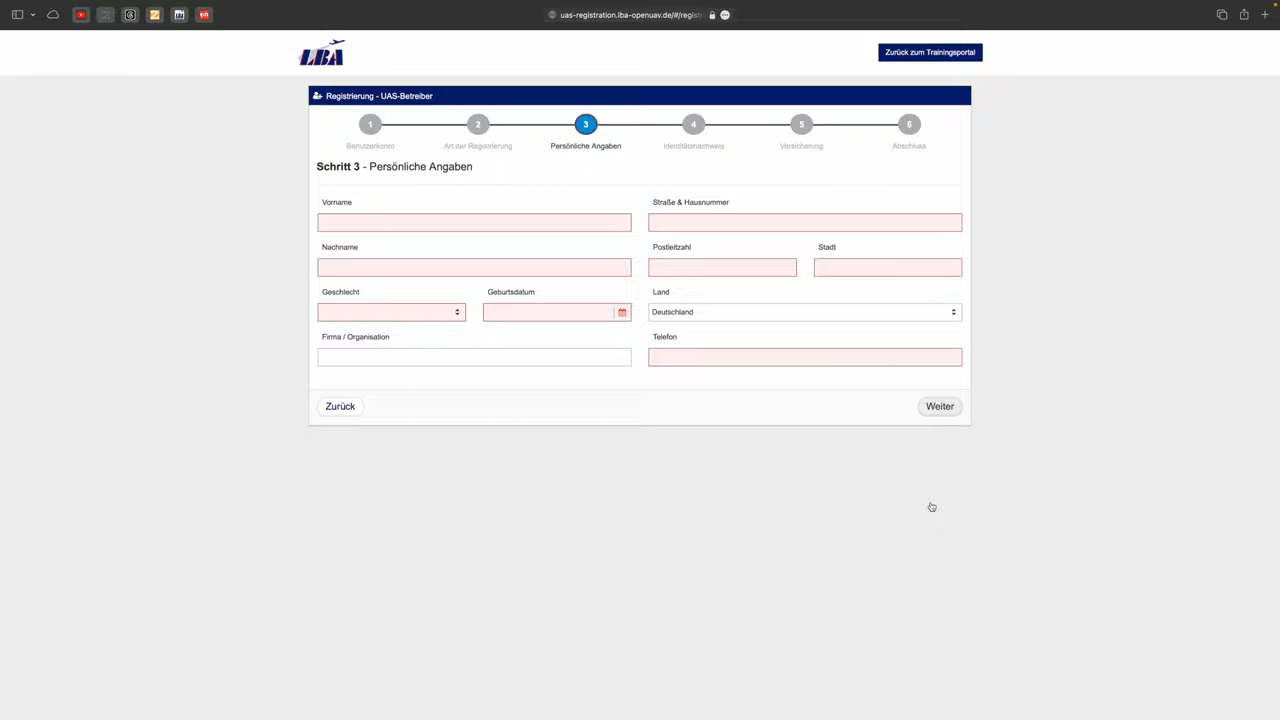 uas-registration.lba-openuav.de/#/regist
LBA
Zurück zum Trainingsportal
Registrierung - UAS-Betreiber
1
2
3
4
5
6
Benutzerkonto
Art der Registrierung
Persönliche Angaben
Identitätsnachweis
Versicherung
Abschluss
Schritt 3 - Persönliche Angaben
Vorname
Straße & Hausnummer
Nachname
Postleitzahl
Stadt
Geschlecht
Geburtsdatum
Land
Deutschland
Firma / Organisation
Telefon
Zurück
Weiter